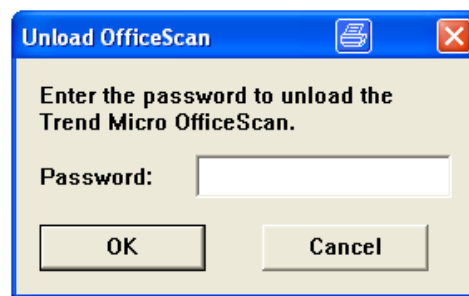 Unload OfficeScan
Enter the password to unload the
Trend Micro OfficeScan.
Password:
OK
Cancel